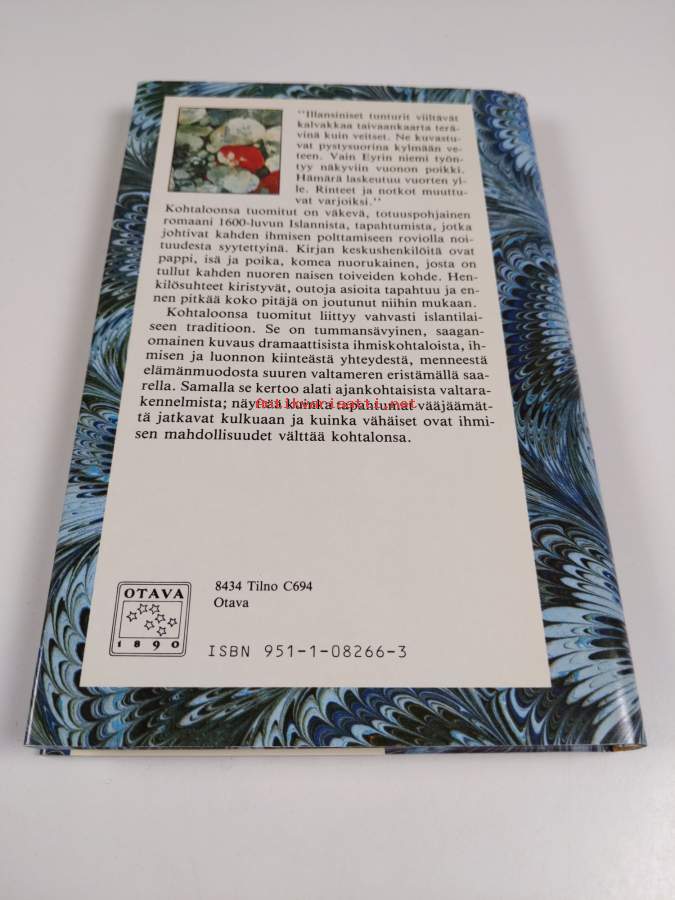 "Illansiniset tunturit viiltävät
kalvakkaa taivaankaarta terä-
vinä kuin veitset. Ne kuvastu-
vat pystysuorina kylmään ve-
teen. Vain Eyrin niemi työn-
tyy näkyviin vuonon poikki.
Hämärä laskeutuu vuorten yl-
le. Rinteet ja notkot muuttu-
vat varjoiksi."
Kohtaloonsa tuomitut on väkevä, totuuspohjainen
romaani 1600-luvun Islannista, tapahtumista, jotka
johtivat kahden ihmisen polttamiseen roviolla noi-
tuudesta syytettyinä. Kirjan keskushenkilöitä ovat
pappi, isä ja poika, komea nuorukainen, josta on
tullut kahden nuoren naisen toiveiden kohde. Hen-
kilösuhteet kiristyvät, outoja asioita tapahtuu ja en-
nen pitkää koko pitäjä on joutunut niihin mukaan.
Kohtaloonsa tuomitut liittyy vahvasti islantilai-
seen traditioon. Se on tummansävyinen, saagan-
omainen kuvaus dramaattisista ihmiskohtaloista, ih-
misen ja luonnon kiinteästä yhteydestä, menneestä
elämänmuodosta suuren valtameren eristämällä saa-
rella. Samalla se kertoo alati ajankohtaisista valtara-
kennelmista; näyttää kuinka tapahtumat vääjäämät-
tä jatkavat kulkuaan ja kuinka vähäiset ovat ihmi-
sen mahdollisuudet välttää kohtalonsa.
antikvariaatti.net
8434 Tilno C694
Otava
OTAVA
1890
ISBN 951-1-08266-3